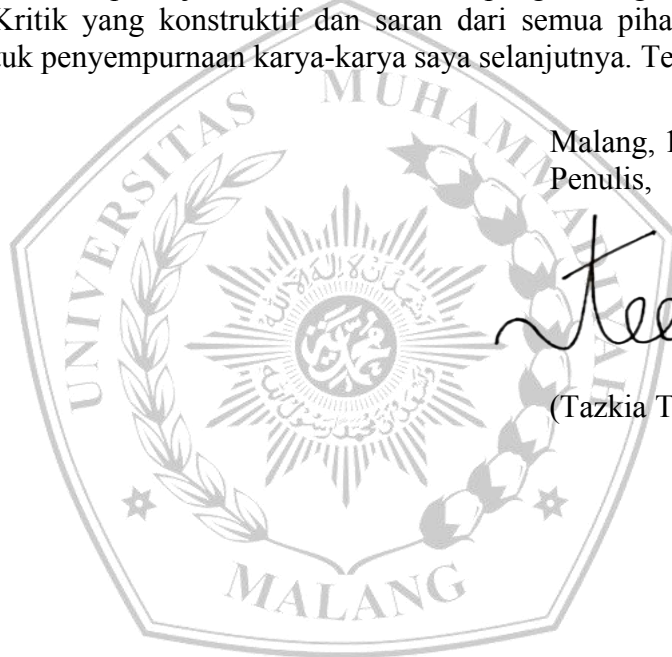 Kritik yang konstruktif dan saran dari semua piha
tuk penyempurnaan karya-karya saya selanjutnya. Te
Malang, 1
Penulis,
(Tazkia T
UNIVERSITAS MUHAMMADIYAH
MALANG